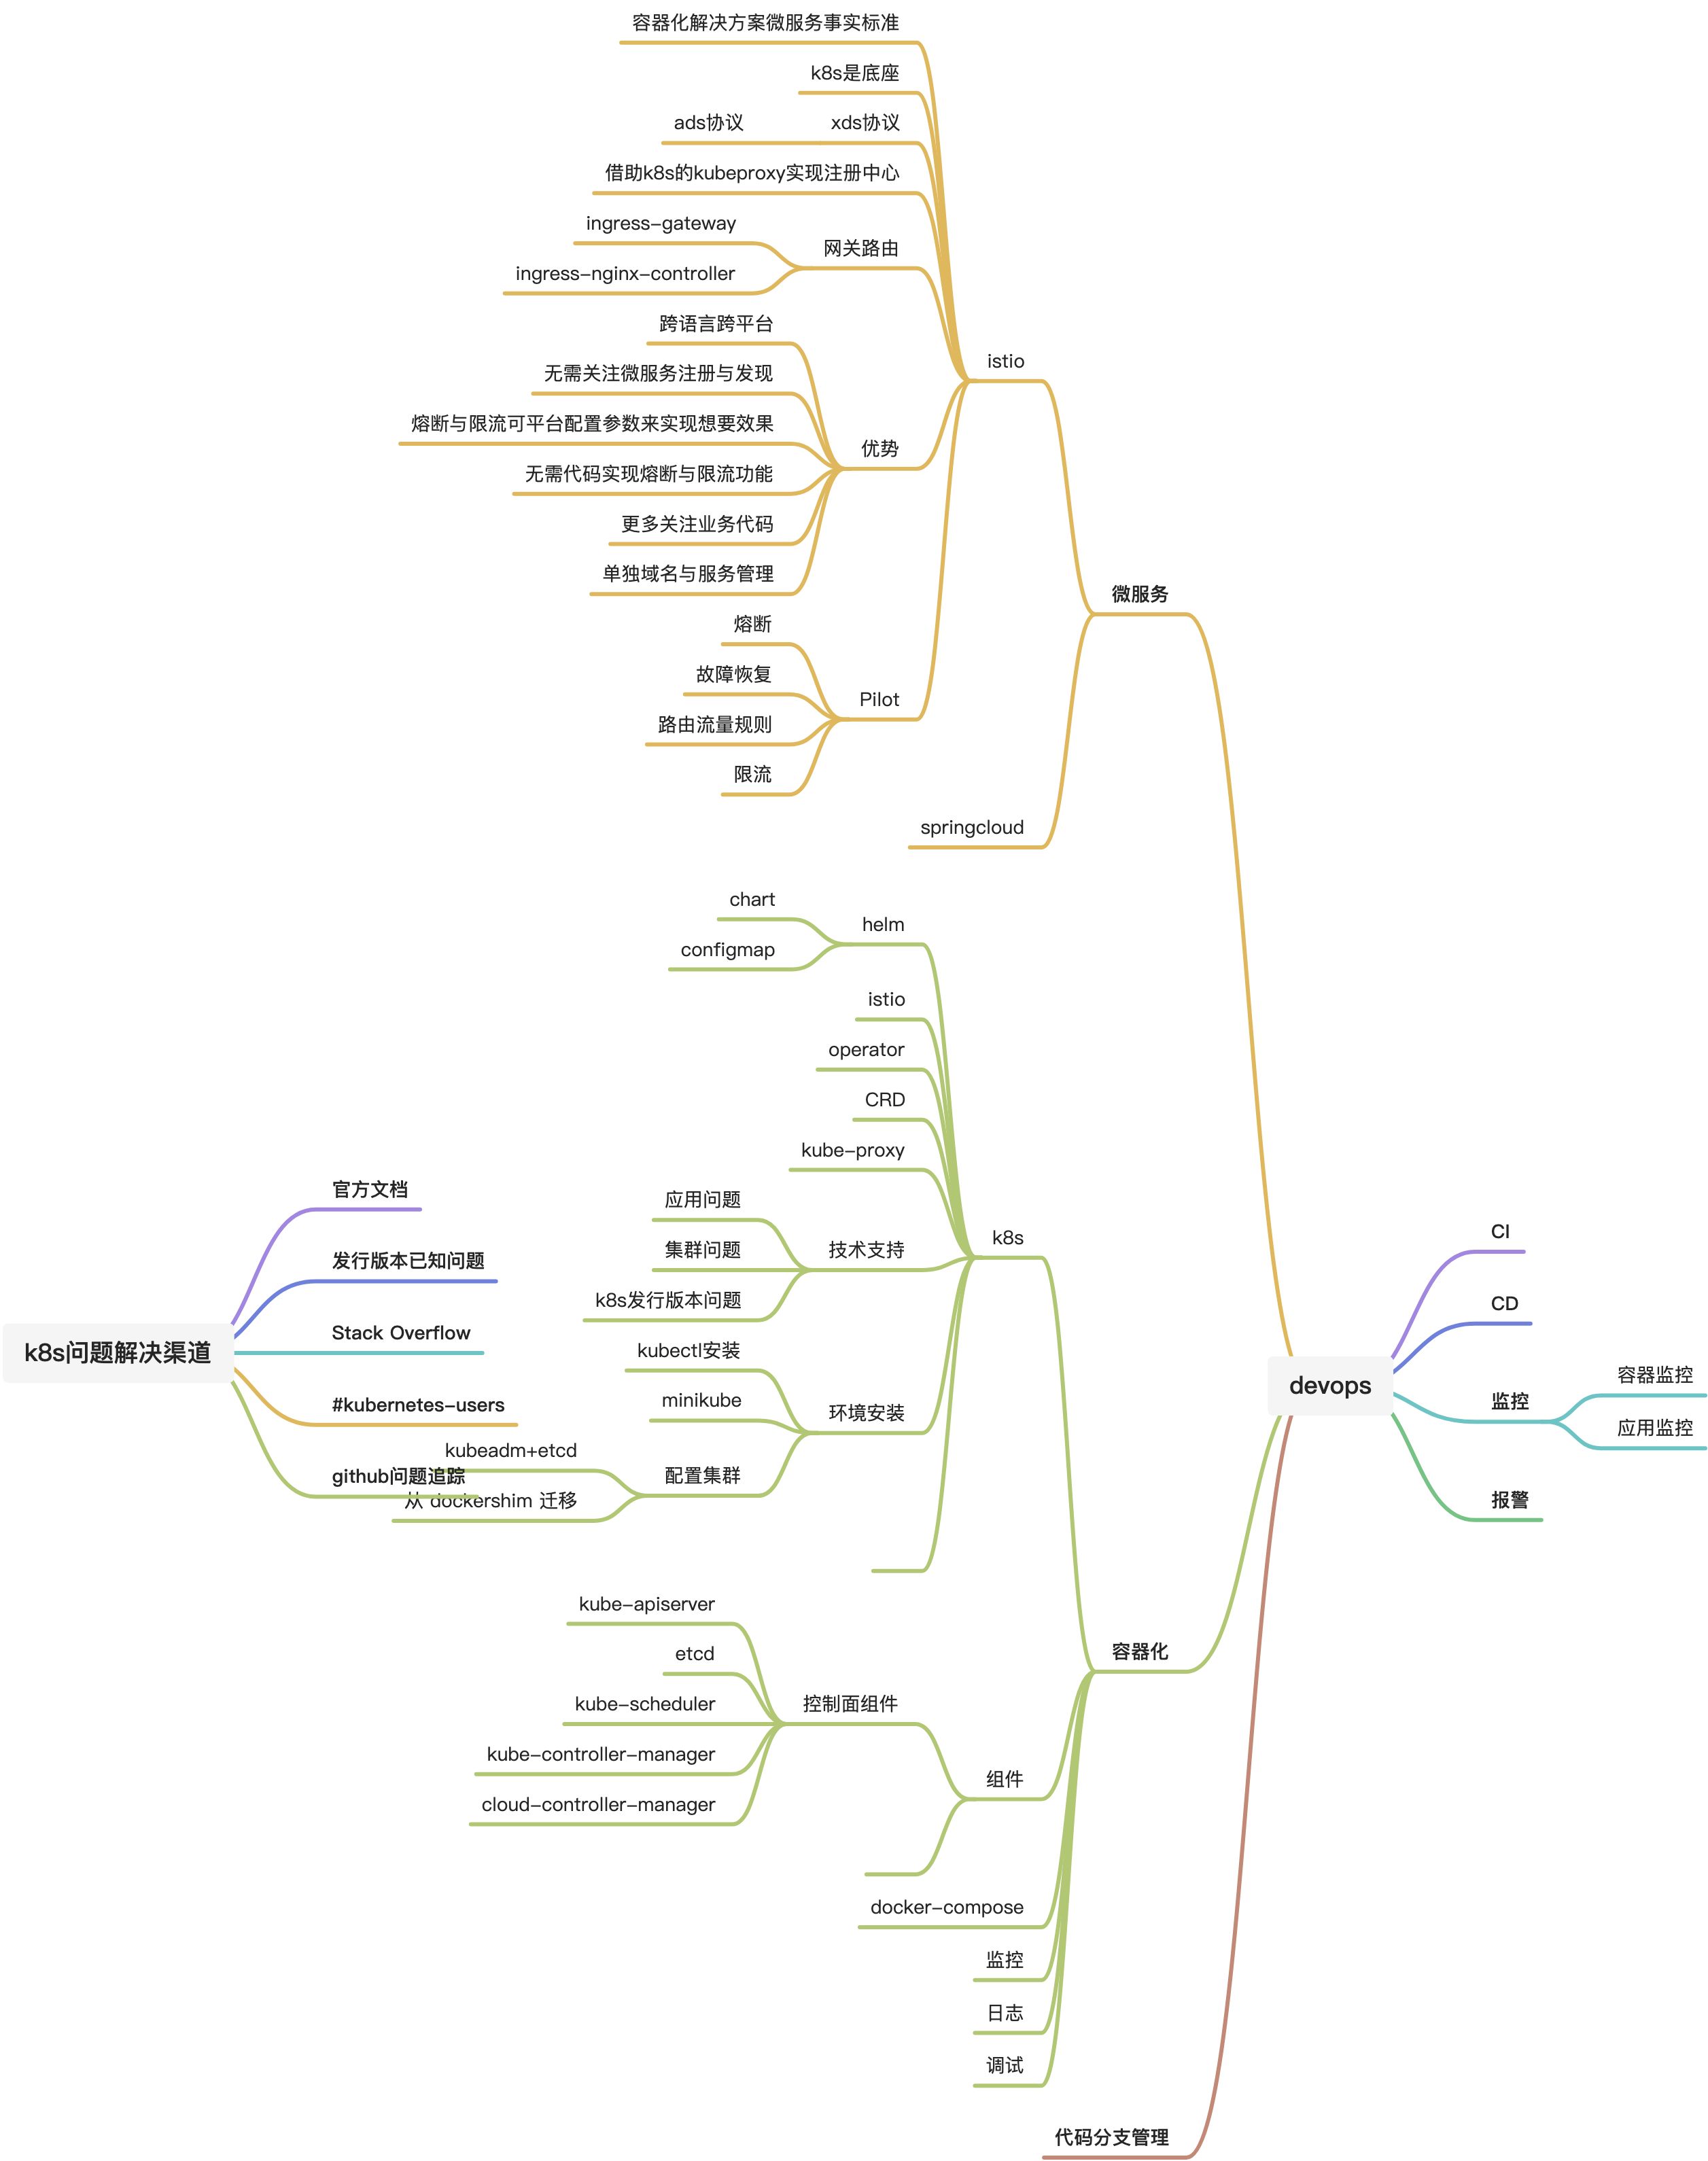 容器化解决方案微服务事实标准
k8s是底座
ads协议
xds协议
借助k8s的kubeproxy实现注册中心
ingress-gateway
网关路由
ingress-nginx-controller
跨语言跨平台
无需关注微服务注册与发现
istio
熔断与限流可平台配置参数来实现想要效果
优势
无需代码实现熔断与限流功能
更多关注业务代码
单独域名与服务管理
微服务
熔断
故障恢复
Pilot
路由流量规则
限流
springcloud
chart
helm
configmap
istio
operator
CRD
kube-proxy
应用问题
k8s
集群问题
技术支持
k8s发行版本问题
kubectl安装
minikube
环境安装
kubeadm+etcd
配置集群
从 dockershim 迁移
官方文档
发行版本已知问题
Stack Overflow
k8s问题解决渠道
#kubernetes-users
github问题追踪
CI
CD
devops
监控
容器监控
应用监控
报警
kube-apiserver
etcd
容器化
kube-scheduler
控制面组件
kube-controller-manager
组件
cloud-controller-manager
docker-compose
监控
日志
调试
代码分支管理